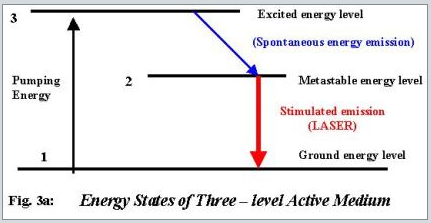 3
Excited energy level
(Spontaneous energy emission)
Pumping
Energy
2
Metastable energy level
Stimulated emission
(LASER)
1
Ground energy level
Fig. 3a: Energy States of Three – level Active Medium